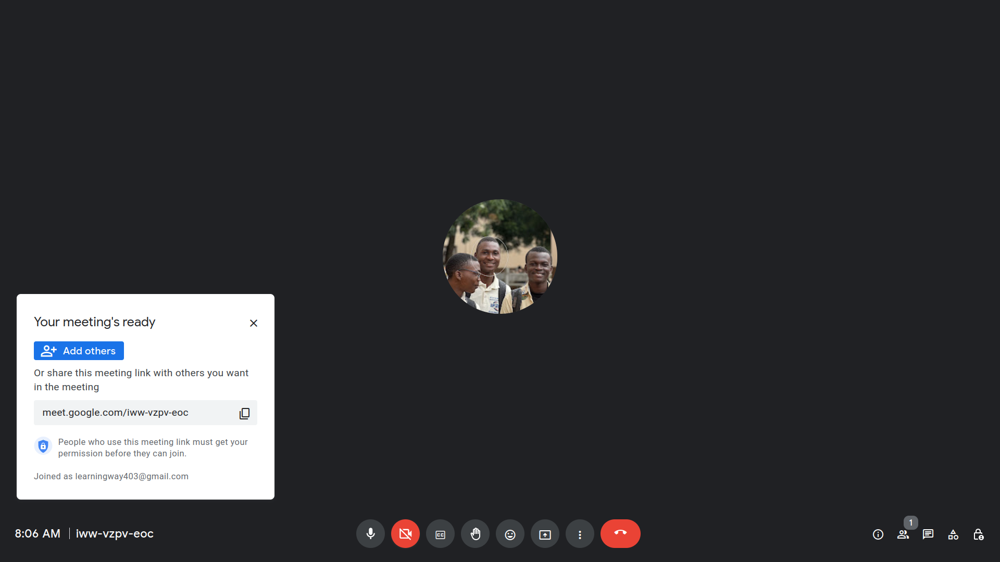 Your meeting's ready
Add others
Or share this meeting link with others you want
in the meeting
meet.google.com/iww-vzpv-eoc
People who use this meeting link must get your
permission before they can join.
Joined as learningway403@gmail.com
8:06 AM
iww-vzpv-eoc
CC
1